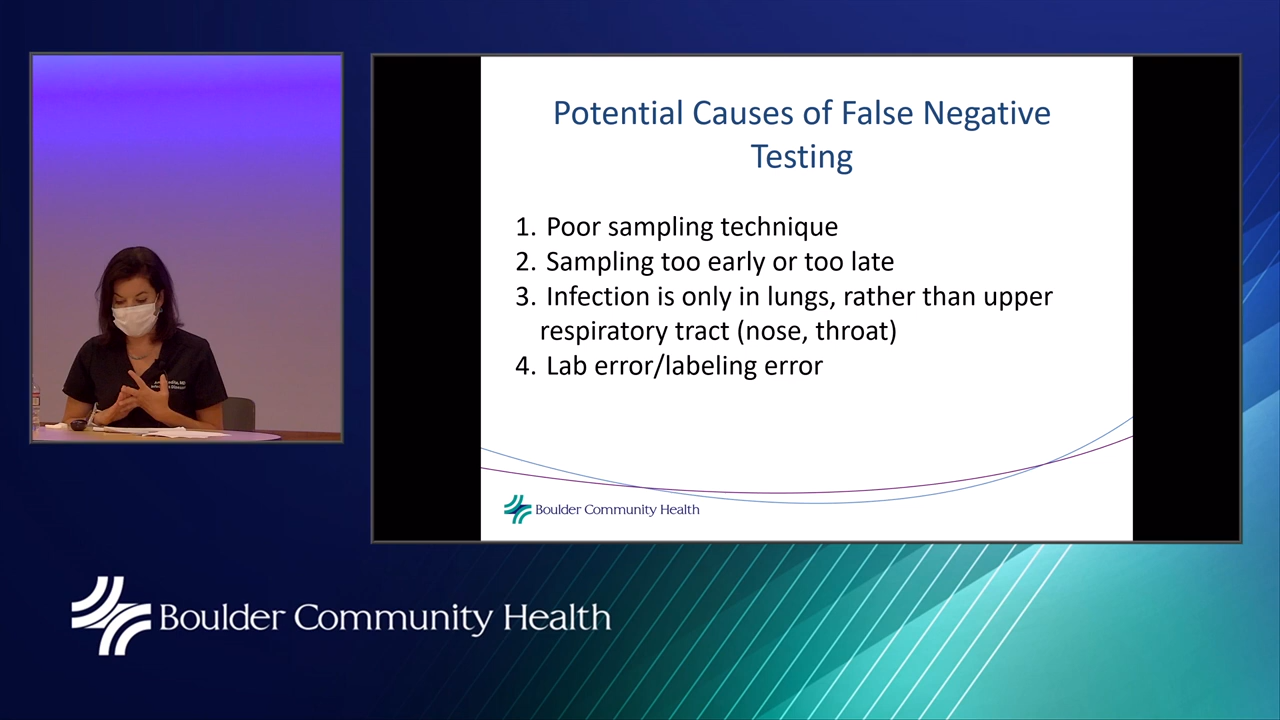 Potential Causes of False Negative
Testing
1. Poor sampling technique
2. Sampling too early or too late
3. Infection is only in lungs, rather than upper
respiratory tract (nose, throat)
4. Lab error/labeling error
Boulder Community Health
Boulder Community Health